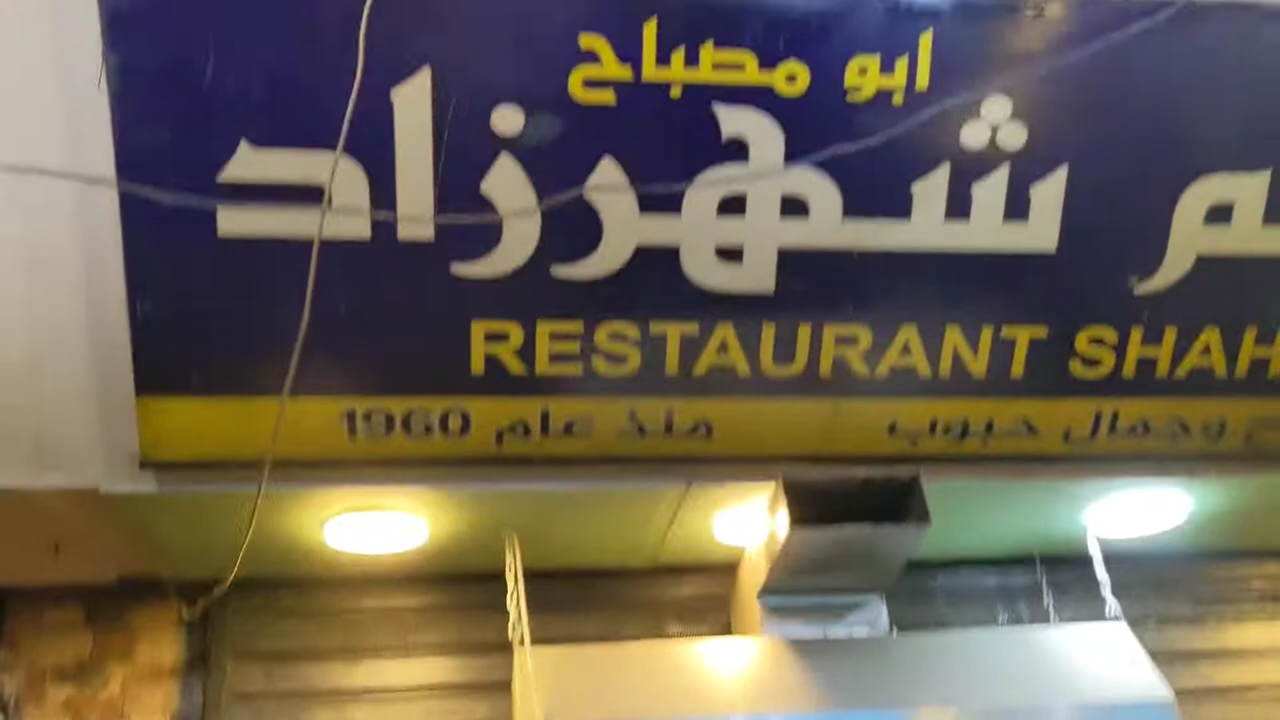 ابو مصباح
م شهرزاد
RESTAURANT SHAH
ح وجمال حبوب منذ عام 1960